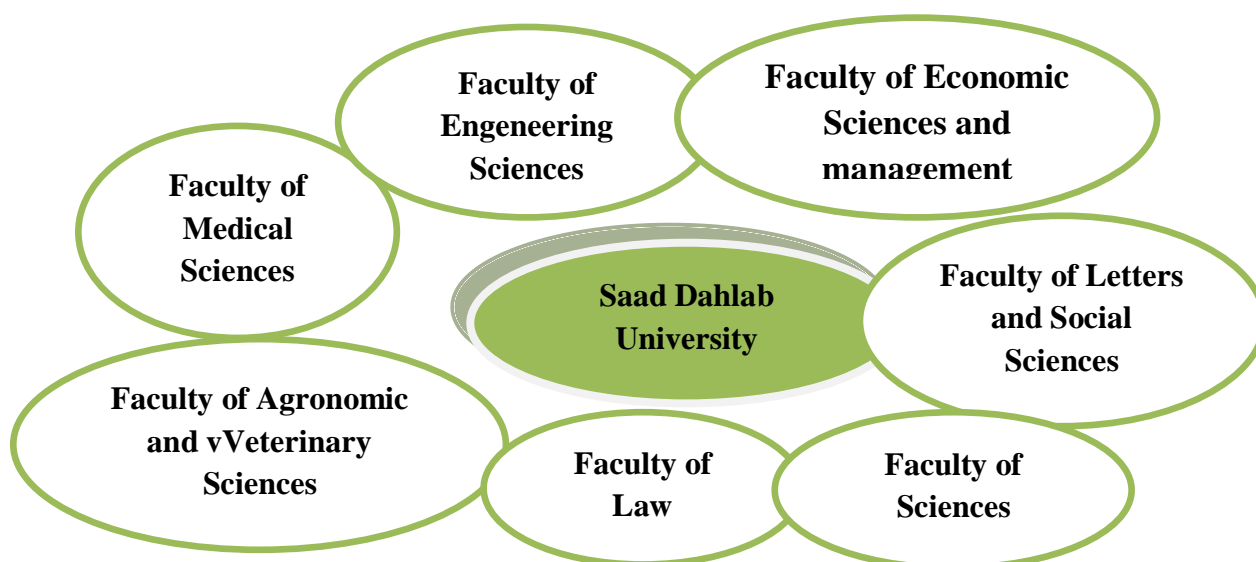 Faculty of
Engeneering
Sciences
Faculty of Economic
Sciences and
management
Faculty of
Medical
Sciences
Saad Dahlab
University
Faculty of Letters
and Social
Sciences
Faculty of Agronomic
and vVeterinary
Sciences
Faculty of
Law
Faculty of
Sciences